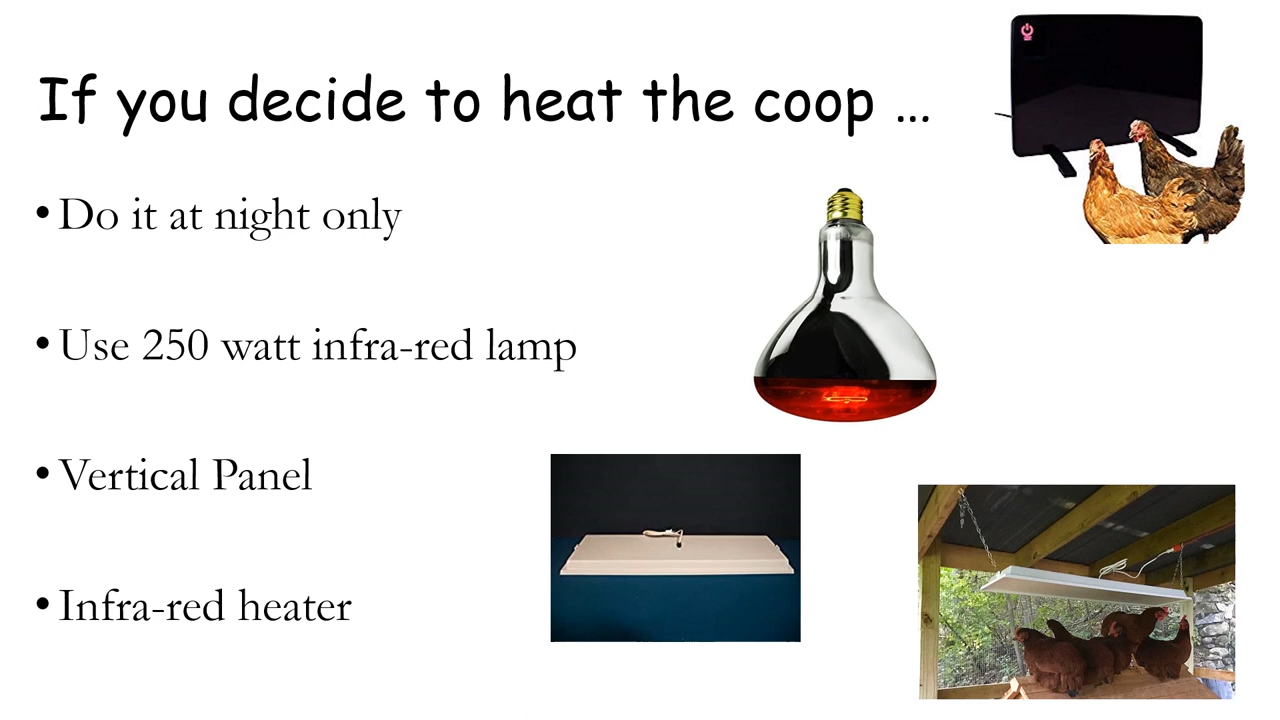 If you decide to heat the coop …
• Do it at night only
• Use 250 watt infra-red lamp
• Vertical Panel
• Infra-red heater